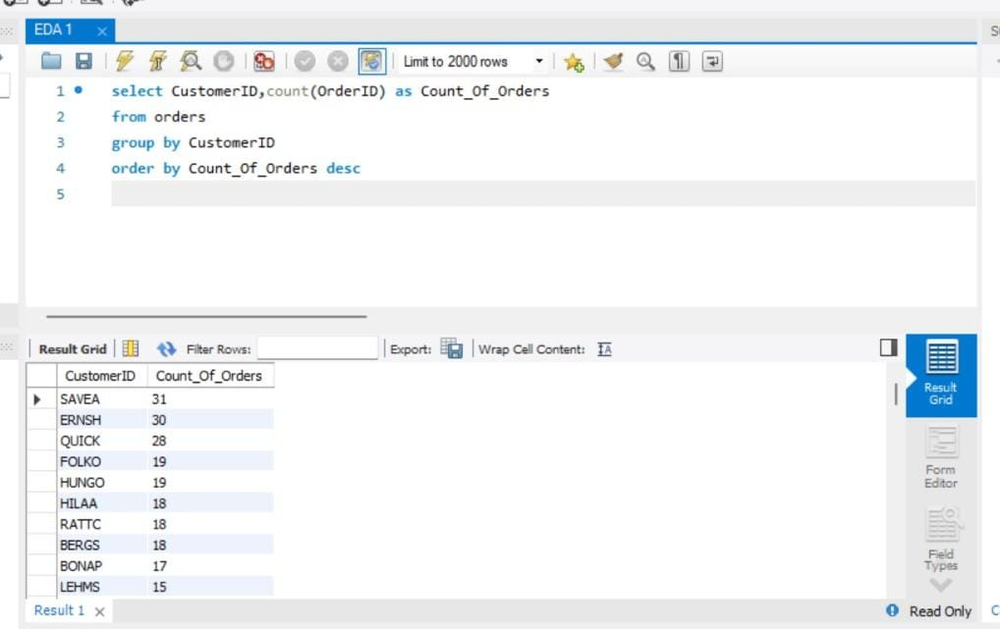 EDA 1
Limit to 2000 rows
1 select CustomerID,count(OrderID) as Count_Of_Orders
2 from orders
3 group by CustomerID
4 order by Count_Of_Orders desc
5
Result Grid Filter Rows: Export: Wrap Cell Content:
CustomerID Count_Of_Orders
SAVEA 31
ERNSH 30
QUICK 28
FOLKO 19
HUNGO 19
HILAA 18
RATTC 18
BERGS 18
BONAP 17
LEHMS 15
Result
Grid
Form
Editor
Field
Types
Result 1
Read Only